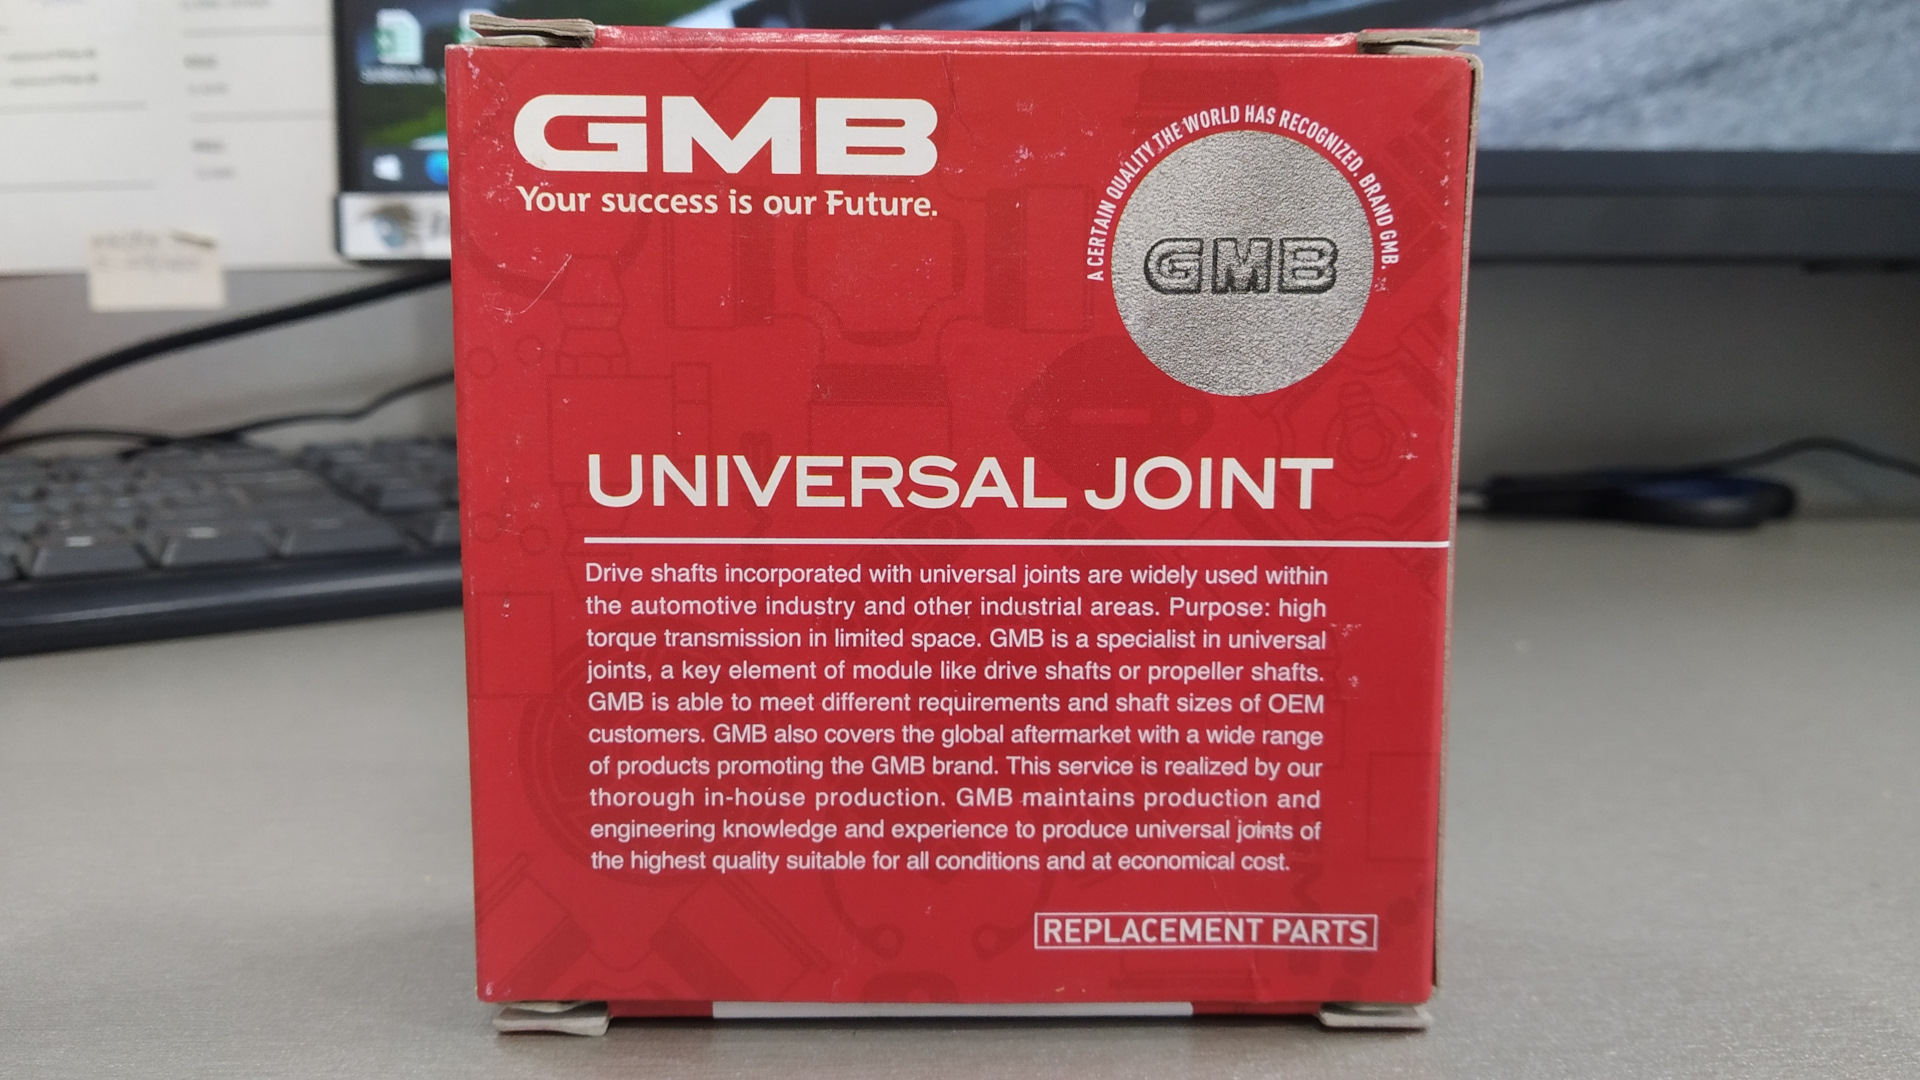 GMB
Your success is our Future.
A CERTAIN QUALITY THE WORLD HAS RECOGNIZED. BRAND GMB.
GMB
UNIVERSAL JOINT
Drive shafts incorporated with universal joints are widely used within
the automotive industry and other industrial areas. Purpose: high
torque transmission in limited space. GMB is a specialist in universal
joints, a key element of module like drive shafts or propeller shafts.
GMB is able to meet different requirements and shaft sizes of OEM
customers. GMB also covers the global aftermarket with a wide range
of products promoting the GMB brand. This service is realized by our
thorough in-house production. GMB maintains production and
engineering knowledge and experience to produce universal joints of
the highest quality suitable for all conditions and at economical cost.
REPLACEMENT PARTS